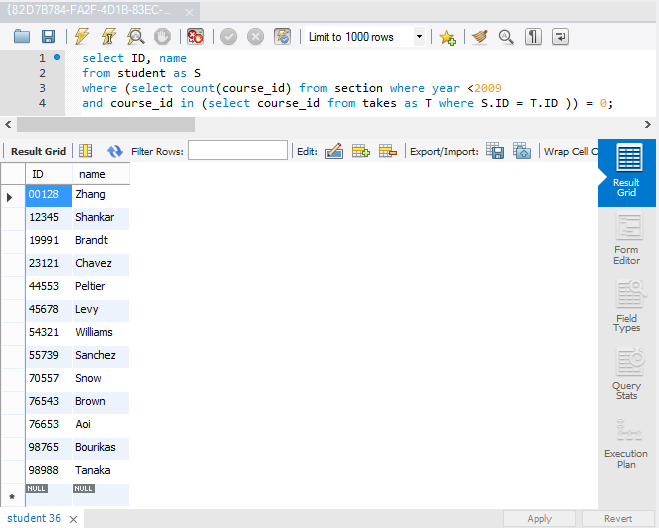 {82D7B784-FA2F-4D1B-83EC-...
Limit to 1000 rows
1 select ID, name
2 from student as S
3 where (select count(course_id) from section where year <2009
4 and course_id in (select course_id from takes as T where S.ID = T.ID )) = 0;
Result Grid Filter Rows: Edit: Export/Import: Wrap Cell C
ID name
00128 Zhang
12345 Shankar
19991 Brandt
23121 Chavez
44553 Peltier
45678 Levy
54321 Williams
55739 Sanchez
70557 Snow
76543 Brown
76653 Aoi
98765 Bourikas
98988 Tanaka
NULL NULL
Result
Grid
Form
Editor
Field
Types
Query
Stats
Execution
Plan
student 36 Apply Revert